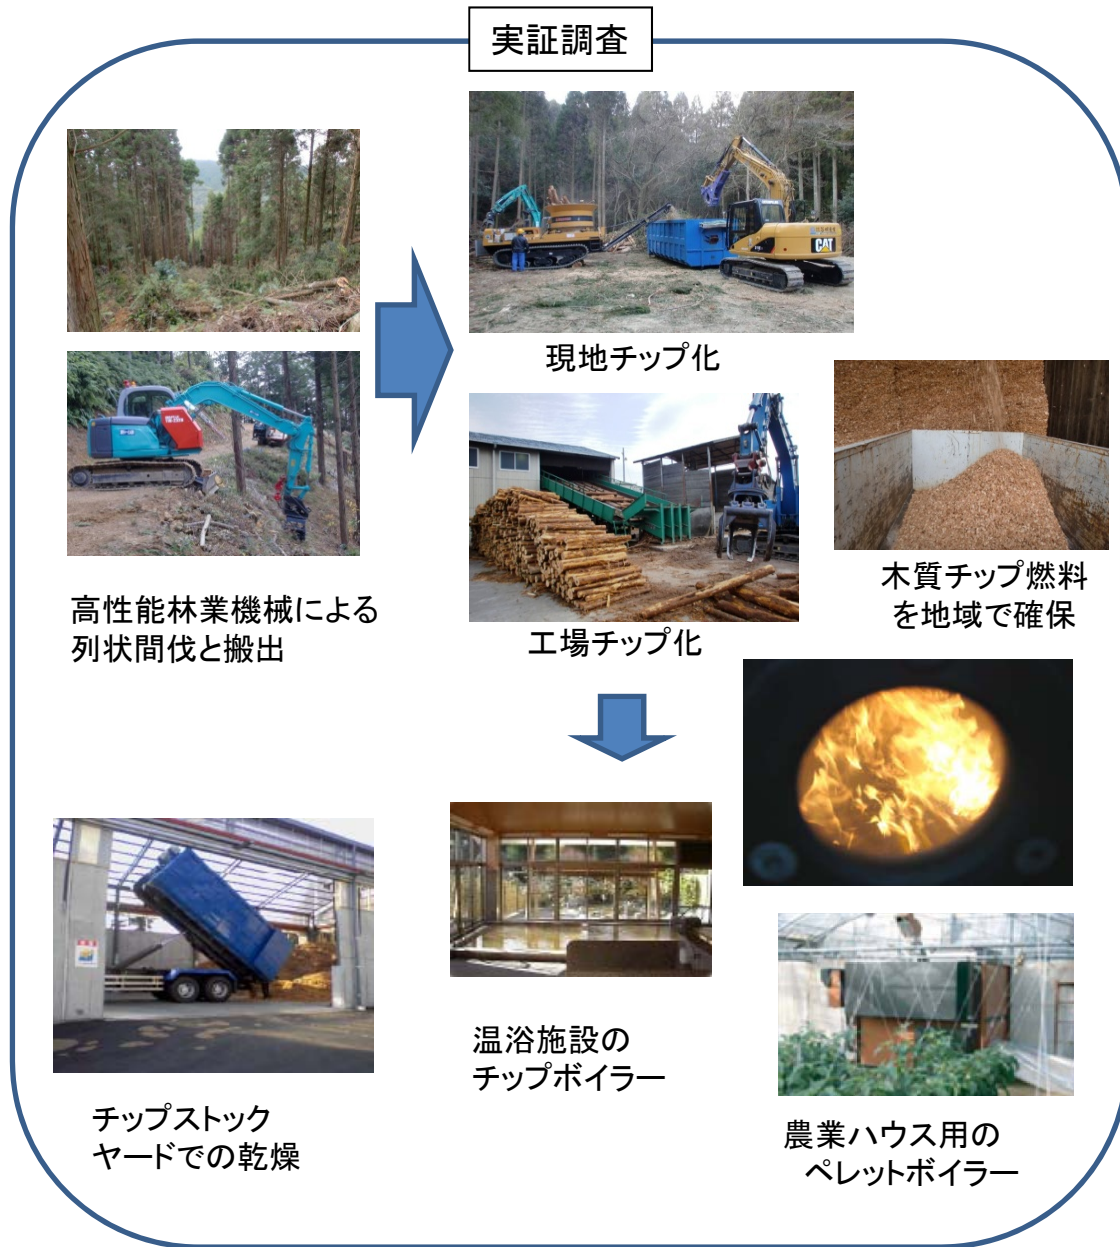 実証調査
現地チップ化
高性能林業機械による
列状間伐と搬出
工場チップ化
木質チップ燃料
を地域で確保
温浴施設の
チップボイラー
チップストック
ヤードでの乾燥
農業ハウス用の
ペレットボイラー
CAT